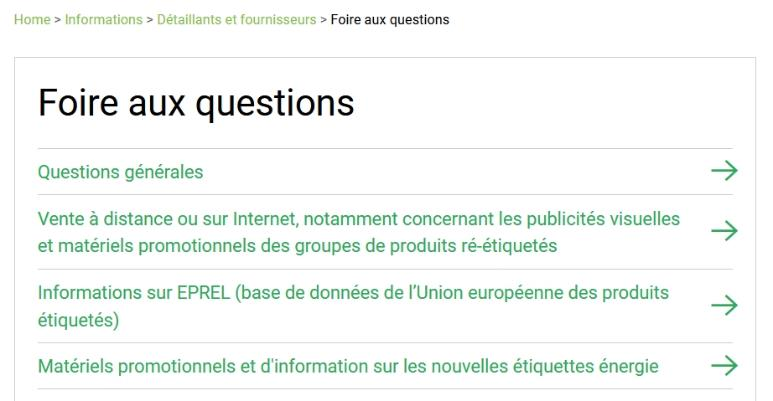 Home > Informations > Détaillants et fournisseurs > Foire aux questions
Foire aux questions
Questions générales
Vente à distance ou sur Internet, notamment concernant les publicités visuelles
et matériels promotionnels des groupes de produits ré-étiquetés
Informations sur EPREL (base de données de l’Union européenne des produits
étiquetés)
Matériels promotionnels et d'information sur les nouvelles étiquettes énergie